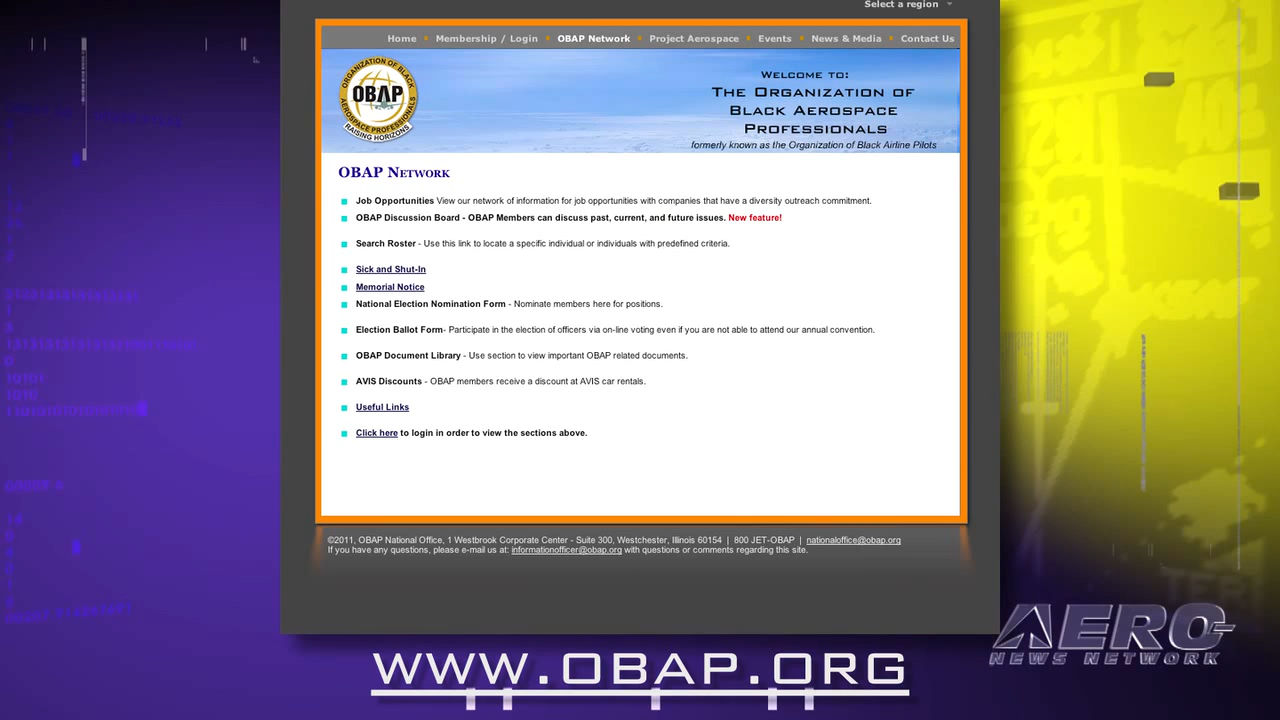 Select a region
Home Membership / Login OBAP Network Project Aerospace Events News & Media Contact Us
ORGANIZATION OF BLACK
OBAP
AEROSPACE PROFESSIONALS
RAISING HORIZONS
Welcome to:
The Organization of
Black Aerospace
Professionals
formerly known as the Organization of Black Airline Pilots
OBAP Network
Job Opportunities View our network of information for job opportunities with companies that have a diversity outreach commitment.
OBAP Discussion Board - OBAP Members can discuss past, current, and future issues. New feature!
Search Roster - Use this link to locate a specific individual or individuals with predefined criteria.
Sick and Shut-In
Memorial Notice
National Election Nomination Form - Nominate members here for positions.
Election Ballot Form- Participate in the election of officers via on-line voting even if you are not able to attend our annual convention.
OBAP Document Library - Use section to view important OBAP related documents.
AVIS Discounts - OBAP members receive a discount at AVIS car rentals.
Useful Links
Click here to login in order to view the sections above.
©2011, OBAP National Office, 1 Westbrook Corporate Center - Suite 300, Westchester, Illinois 60154 | 800 JET-OBAP | nationaloffice@obap.org
If you have any questions, please e-mail us at: informationofficer@obap.org with questions or comments regarding this site.
AERO
NEWS NETWORK
WWW.OBAP.ORG